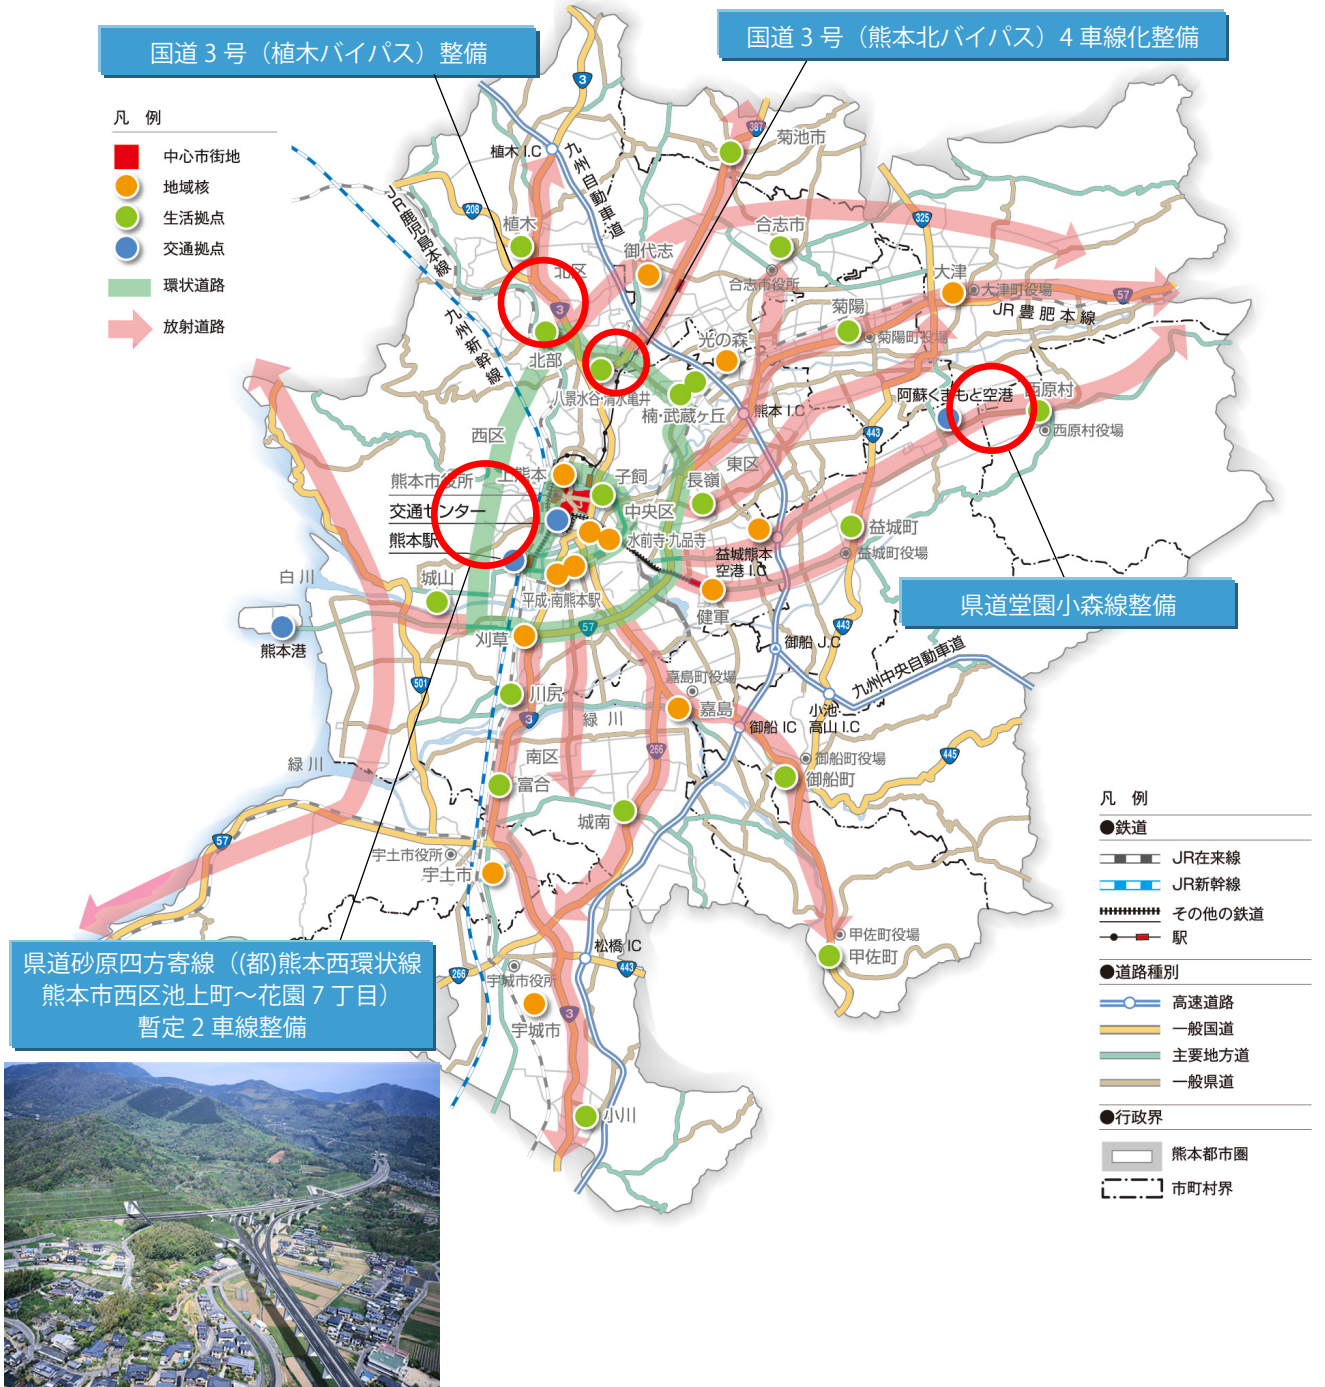 国道３号（植木バイパス）整備
国道３号（熊本北バイパス）４車線化整備
凡　例
中心市街地
地域核
生活拠点
交通拠点
環状道路
放射道路
3
387
菊池市
植木 I.C
九州自動車道
JR鹿児島本線
208
植木
325
合志市
御代志
北区
合志市役所
大津
大津町役場
57
3
菊陽
JR豊肥本線
九州新幹線
光の森
菊陽町役場
北部
阿蘇くまもと空港
西原村
八景水谷・清水亀井
楠・武蔵ヶ丘
熊本 I.C
西原村役場
西区
443
東区
熊本市役所
上熊本
子飼
長嶺
交通センター
中央区
益城町
熊本駅
水前寺・九品寺
益城熊本
空港 I.C
益城町役場
白川
城山
平成・南熊本駅
健軍
県道堂園小森線整備
57
443
刈草
熊本港
御船 J.C
九州中央自動車道
嘉島町役場
501
川尻
小池・
高山 I.C
3
緑川
嘉島
御船 IC
445
南区
266
緑川
御船町役場
富合
御船町
凡　例
城南
●鉄道
57
宇土市役所
JR在来線
宇土市
JR新幹線
その他の鉄道
駅
甲佐町役場
甲佐町
松橋 IC
県道砂原四方寄線（(都)熊本西環状線
熊本市西区池上町～花園７丁目）
暫定２車線整備
266
443
宇城市役所
●道路種別
高速道路
3
宇城市
一般国道
主要地方道
一般県道
小川
●行政界
熊本都市圏
市町村界